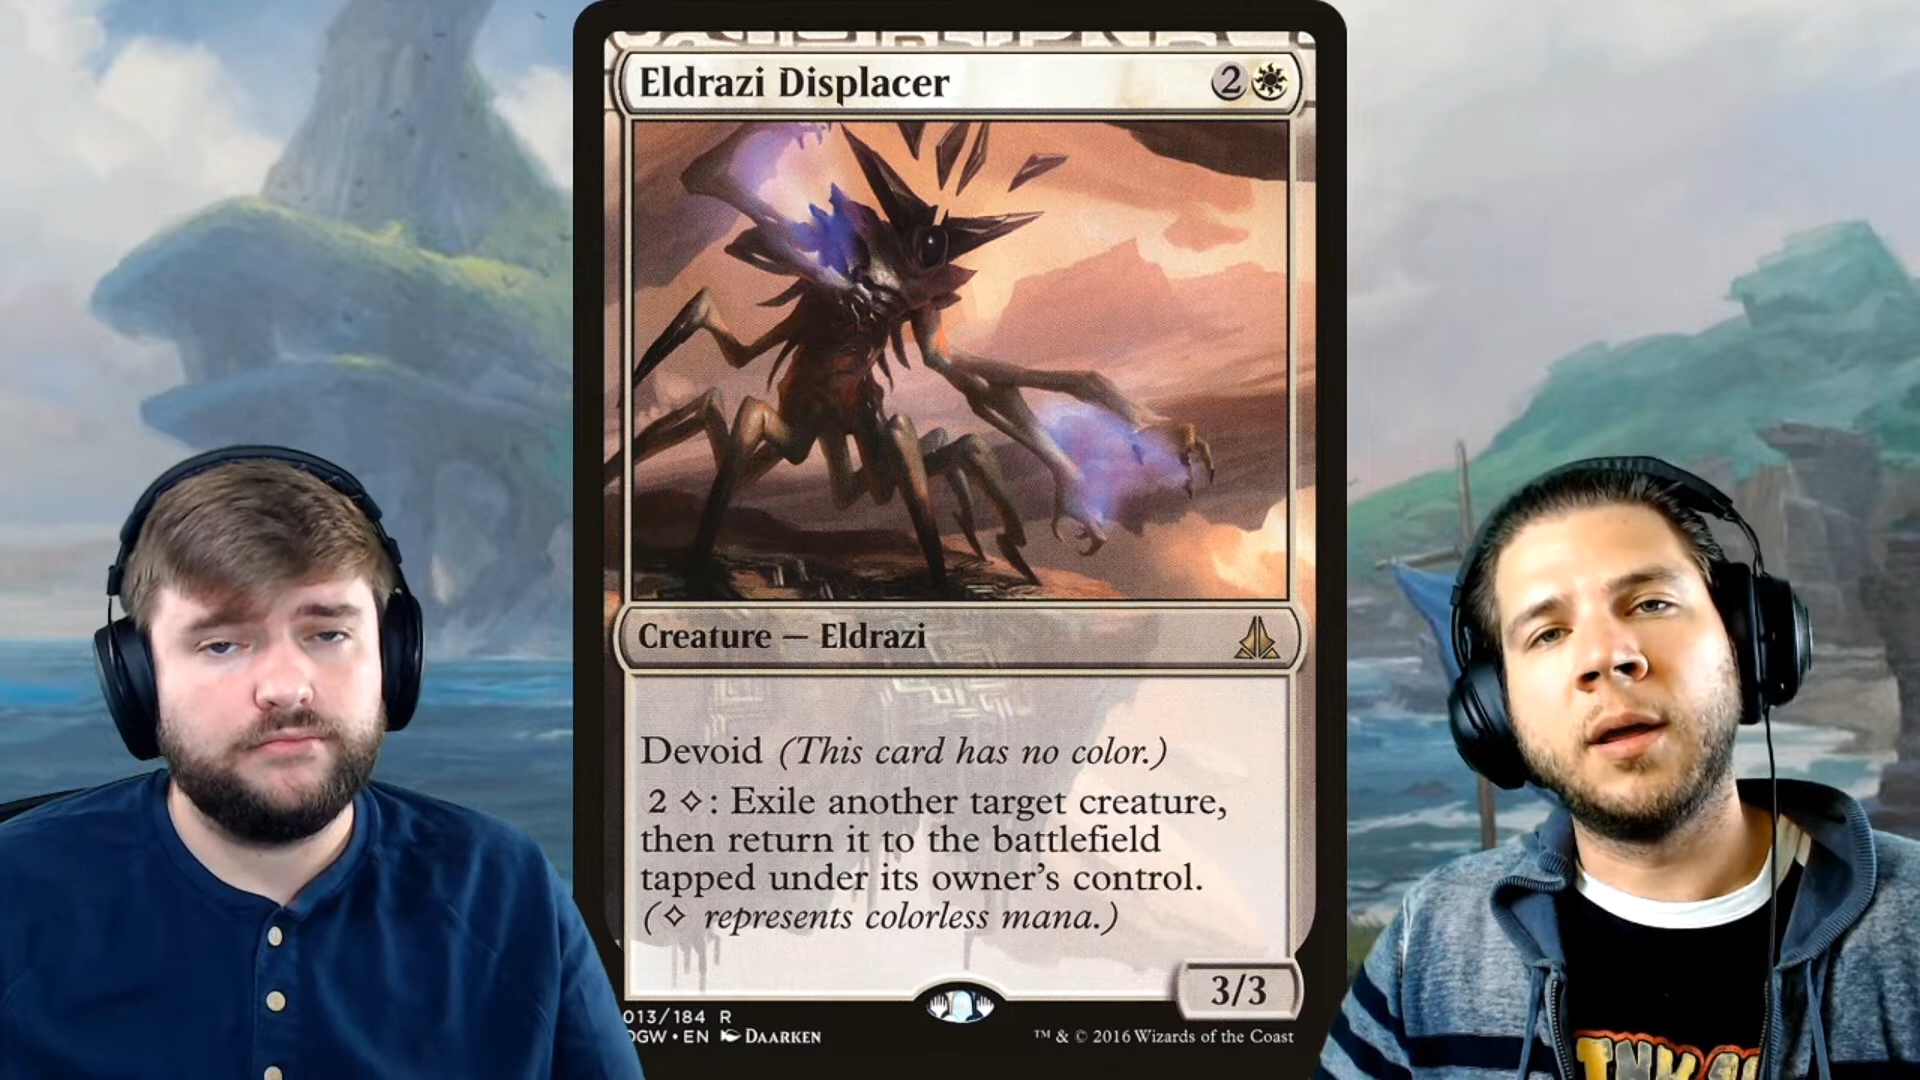 Eldrazi Displacer 2
Creature — Eldrazi
Devoid (This card has no color.)
2 ◇: Exile another target creature,
then return it to the battlefield
tapped under its owner's control.
(◇ represents colorless mana.)
3/3
013/184 R
OGW • EN DAARKEN
™ & © 2016 Wizards of the Coast